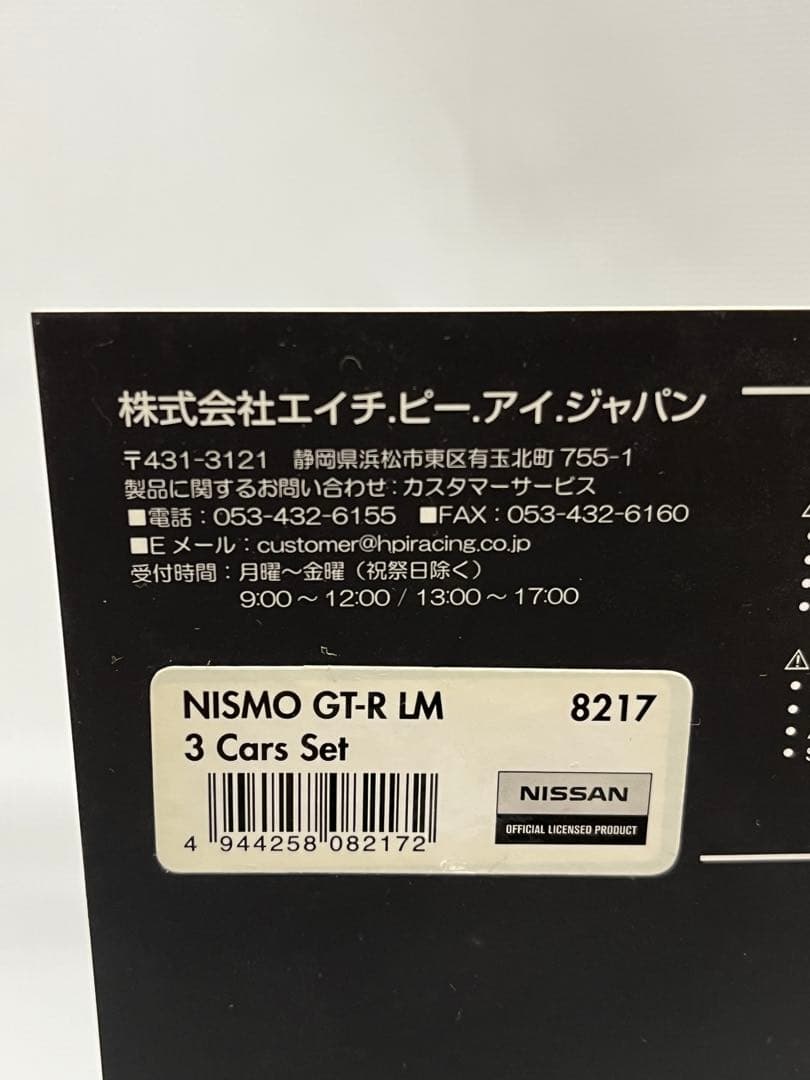 株式会社エイチ.ピー.アイ.ジャパン
〒431-3121　静岡県浜松市東区有玉北町 755-1
製品に関するお問い合わせ：カスタマーサービス
■電話：053-432-6155　■FAX：053-432-6160
■E メール：customer@hpiracing.co.jp
受付時間：月曜～金曜（祝祭日除く）
9:00 ～ 12:00 / 13:00 ～ 17:00
NISMO GT-R LM 8217
3 Cars Set
NISSAN
OFFICIAL LICENSED PRODUCT
4 944258 082172